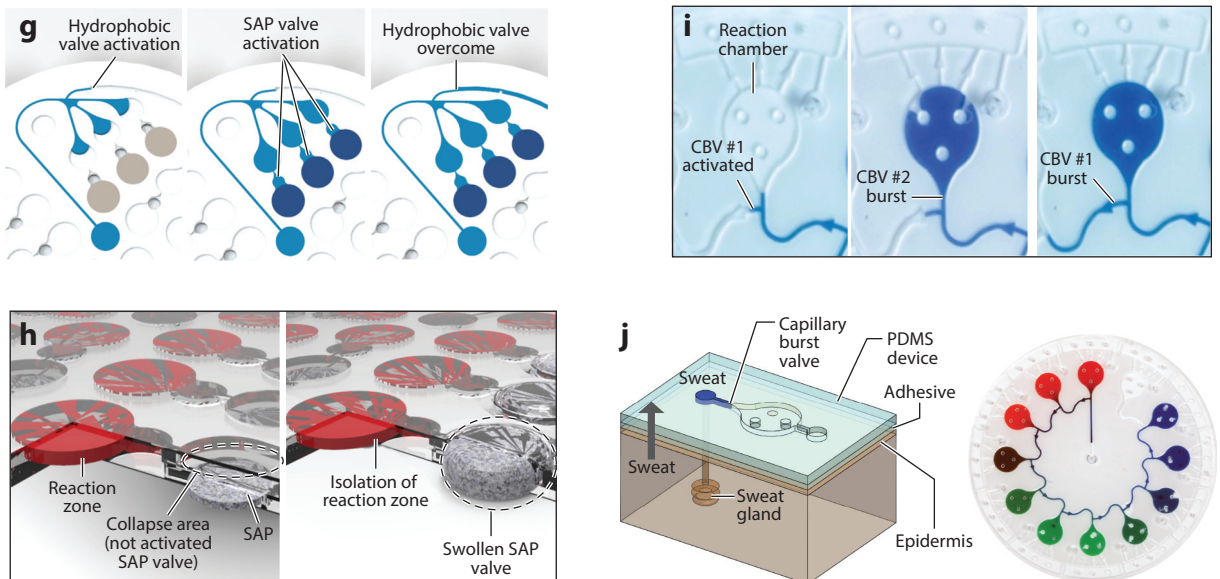 g
Hydrophobic
valve activation
SAP valve
activation
Hydrophobic valve
overcome
i
Reaction
chamber
CBV #1
activated
CBV #2
burst
CBV #1
burst
h
Reaction
zone
Collapse area
(not activated
SAP valve)
SAP
Isolation of
reaction zone
Swollen SAP
valve
j
Capillary
burst
valve
PDMS
device
Sweat
Adhesive
Sweat
Sweat
gland
Epidermis